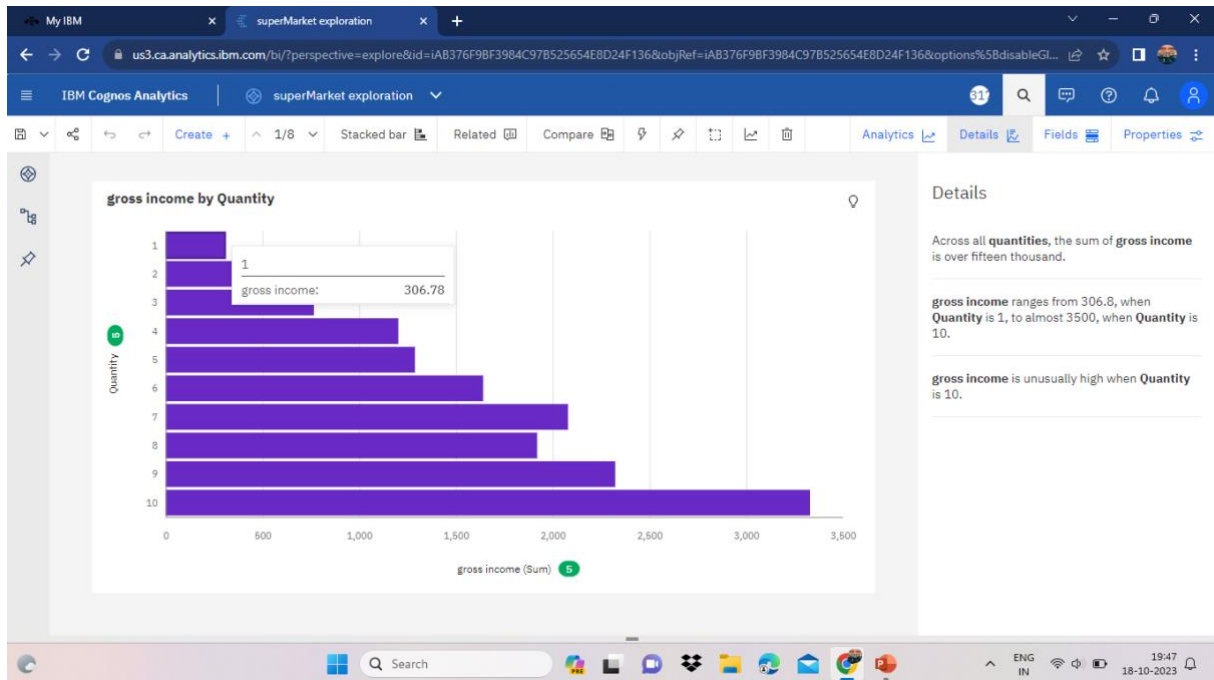 My IBM
superMarket exploration
us3.ca.analytics.ibm.com/bi/?perspective=explore&id=iAB376F9BF3984C97B525654E8D24F136&objRef=iAB376F9BF3984C97B525654E8D24F136&options%5BdisableGl...
IBM Cognos Analytics
superMarket exploration
Create
1/8
Stacked bar
Related
Compare
Analytics
Details
Fields
Properties
gross income by Quantity
1
2
3
4
5
6
7
8
9
10
Quantity
5
1
gross income: 306.78
0 500 1,000 1,500 2,000 2,500 3,000 3,500
gross income (Sum) 5
Details
Across all quantities, the sum of gross income
is over fifteen thousand.
gross income ranges from 306.8, when
Quantity is 1, to almost 3500, when Quantity is
10.
gross income is unusually high when Quantity
is 10.
Search
ENG
IN
19:47
18-10-2023